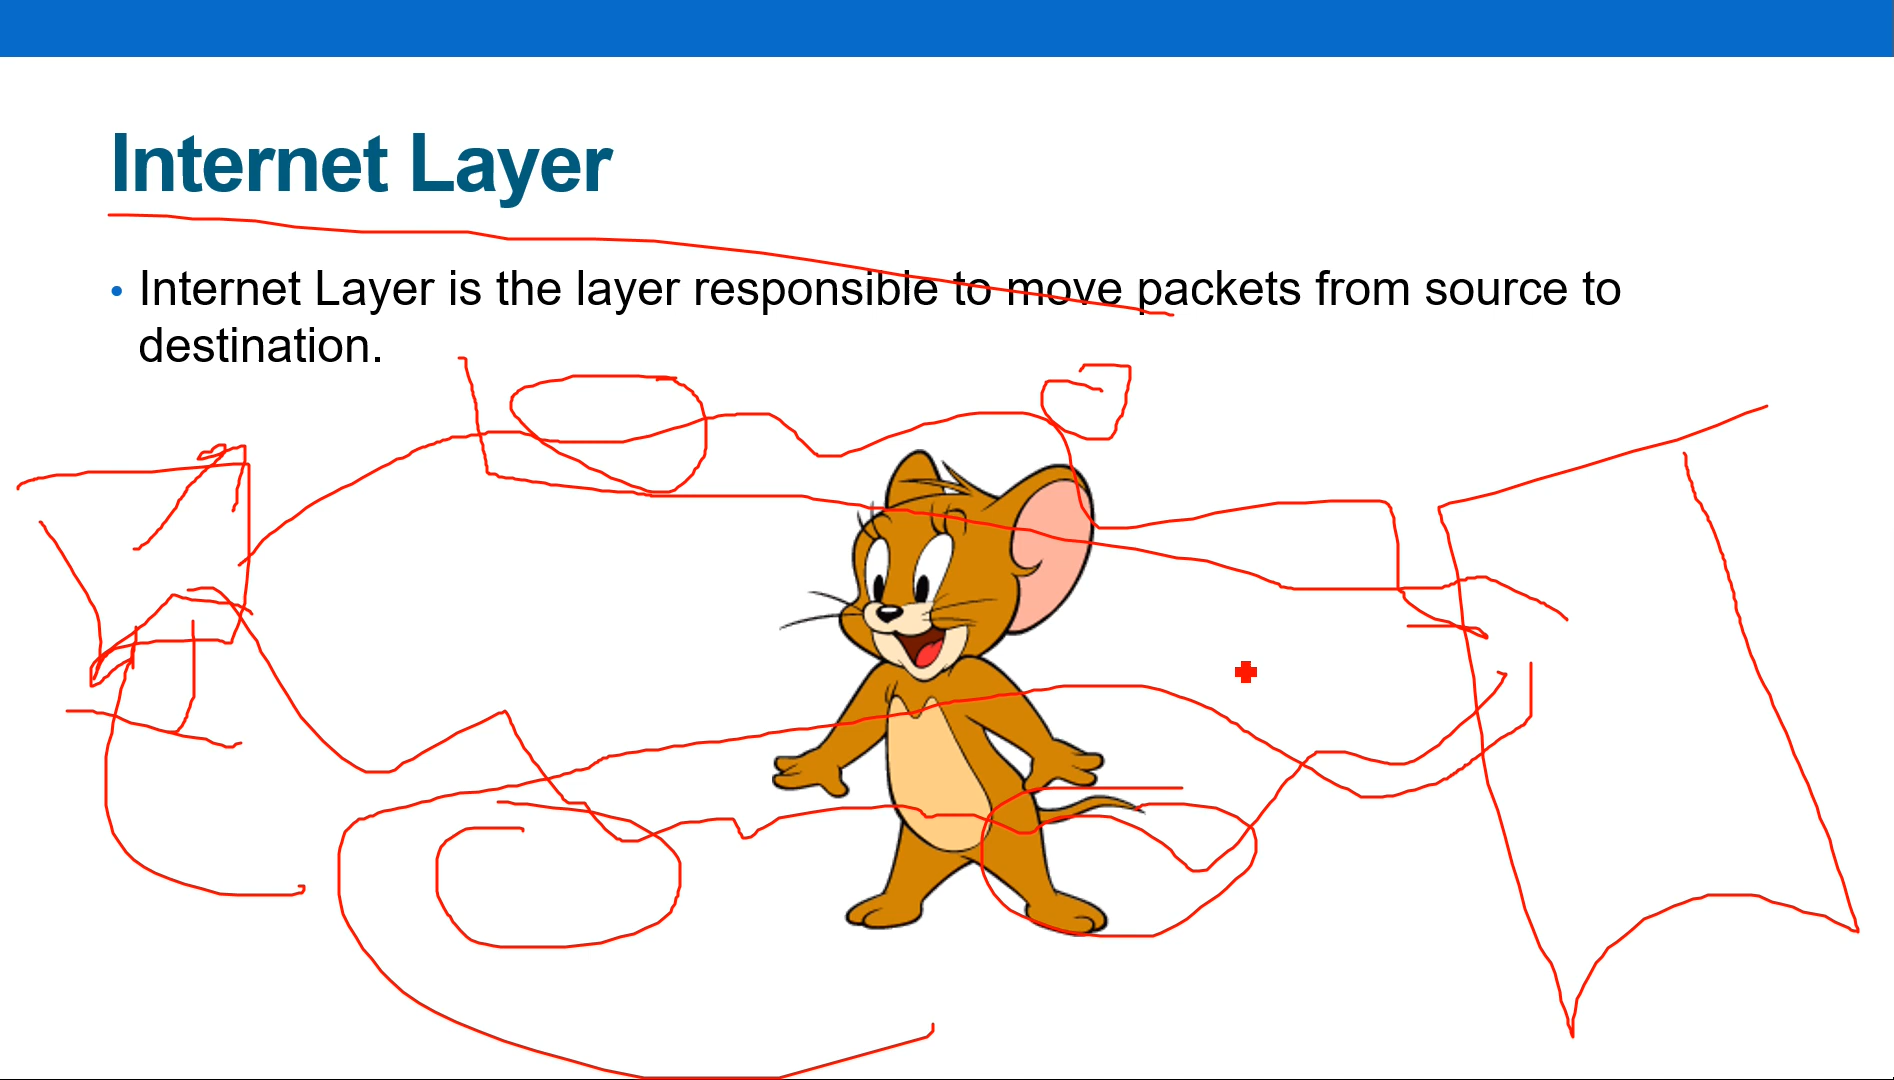 Internet Layer
• Internet Layer is the layer responsible to move packets from source to
destination.